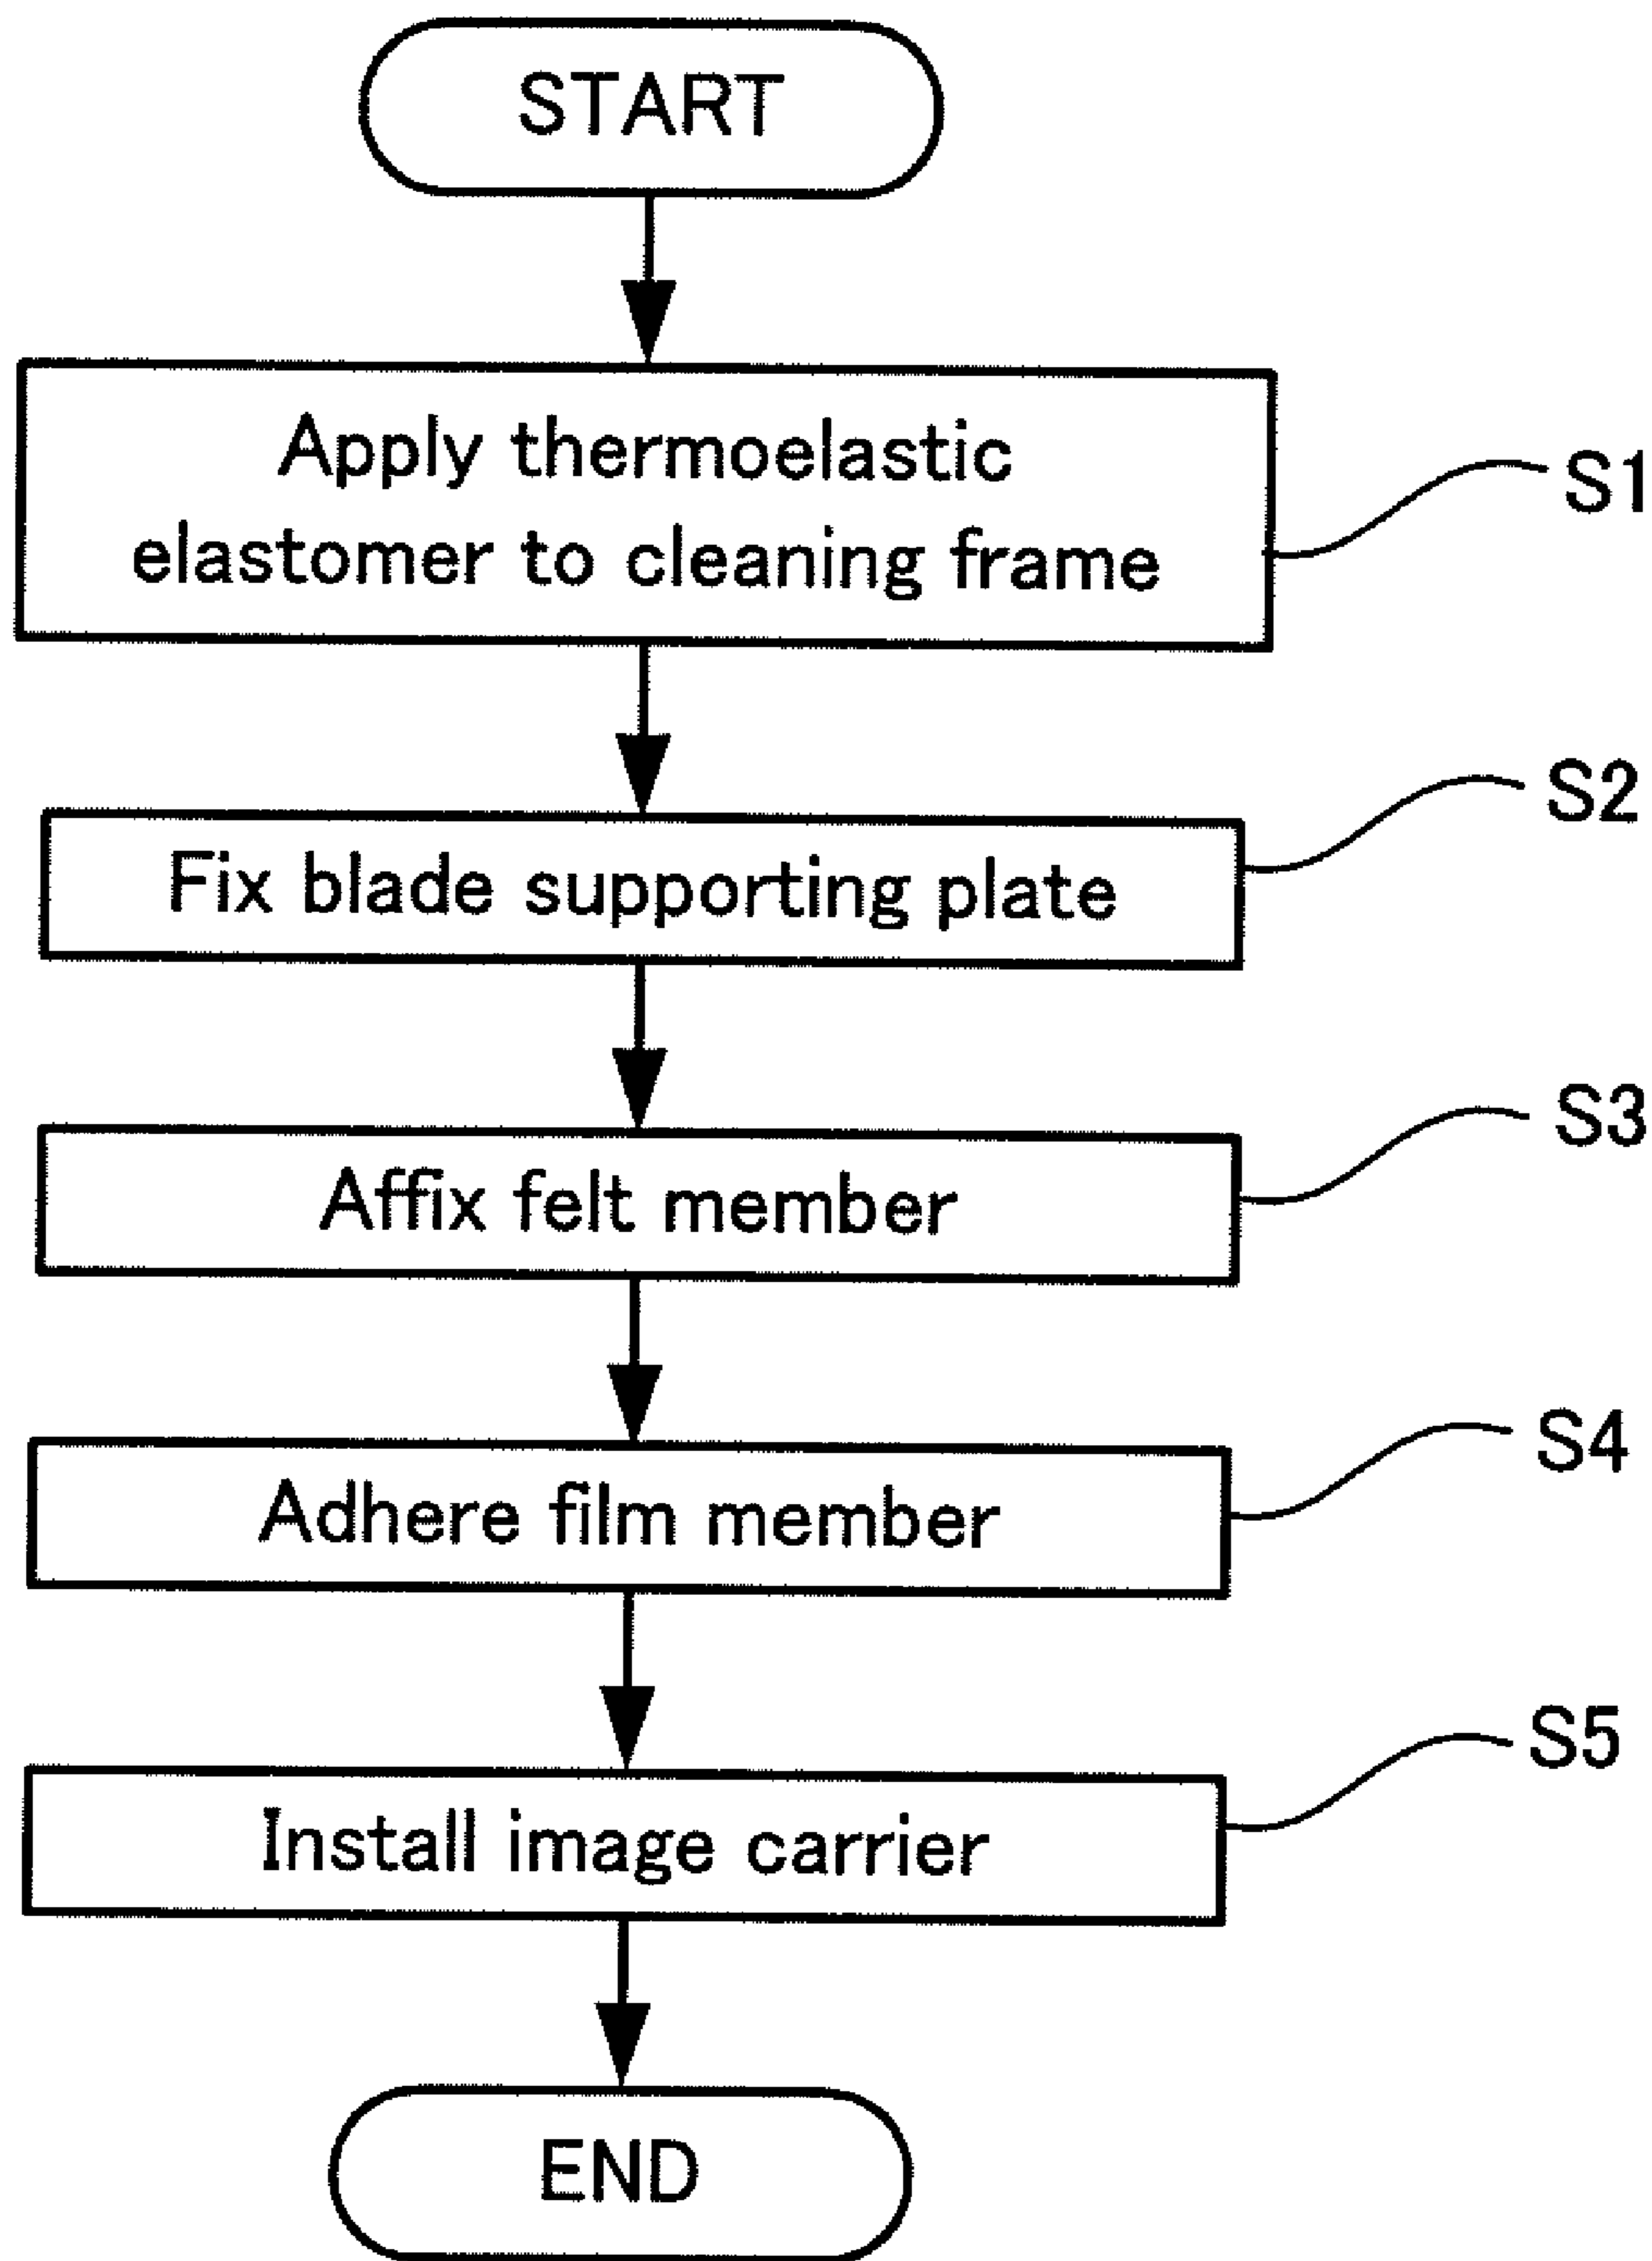 START
Apply thermoelastic
elastomer to cleaning frame
S1
Fix blade supporting plate
S2
Affix felt member
S3
Adhere film member
S4
Install image carrier
S5
END